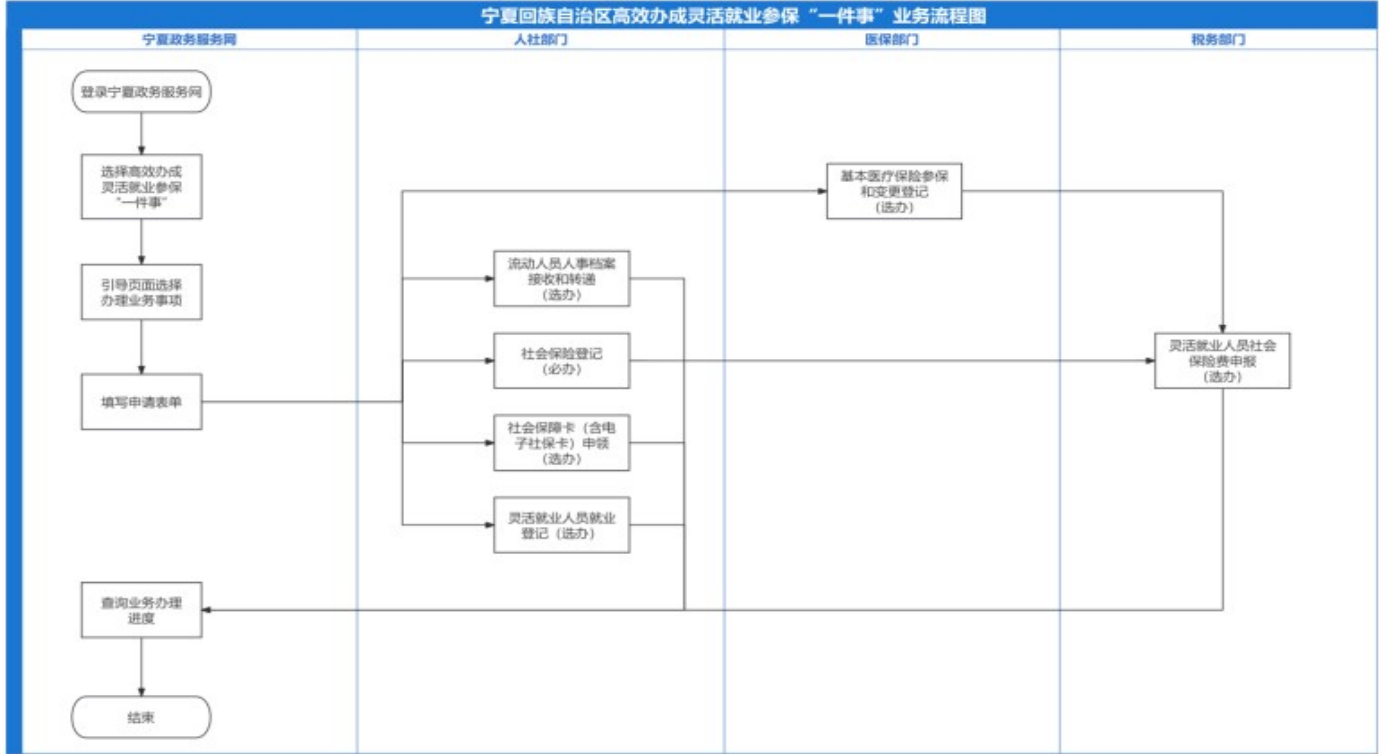 宁夏回族自治区高效办成灵活就业参保“一件事”业务流程图
宁夏政务服务网
人社部门
医保部门
税务部门
登录宁夏政务服务网
选择高效办成
灵活就业参保
“一件事”
引导页面选择
办理业务事项
填写申请表单
基本医疗保险参保
和变更登记
（选办）
流动人员人事档案
接收和转递
（选办）
社会保险登记
（必办）
社会保障卡（含电
子社保卡）申领
（选办）
灵活就业人员就业
登记（选办）
灵活就业人员社会
保险费申报
（选办）
查询业务办理
进度
结束